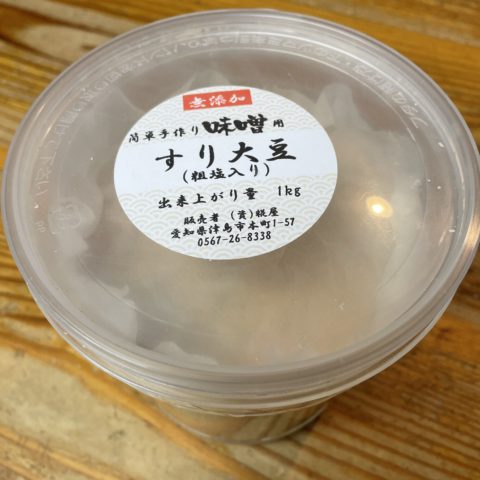 無添加
簡単手作り味噌用
すり大豆
(粗塩入り)
出来上がり量 1kg
販売者 (資)糀屋
愛知県津島市本町1-57
0567-26-8338